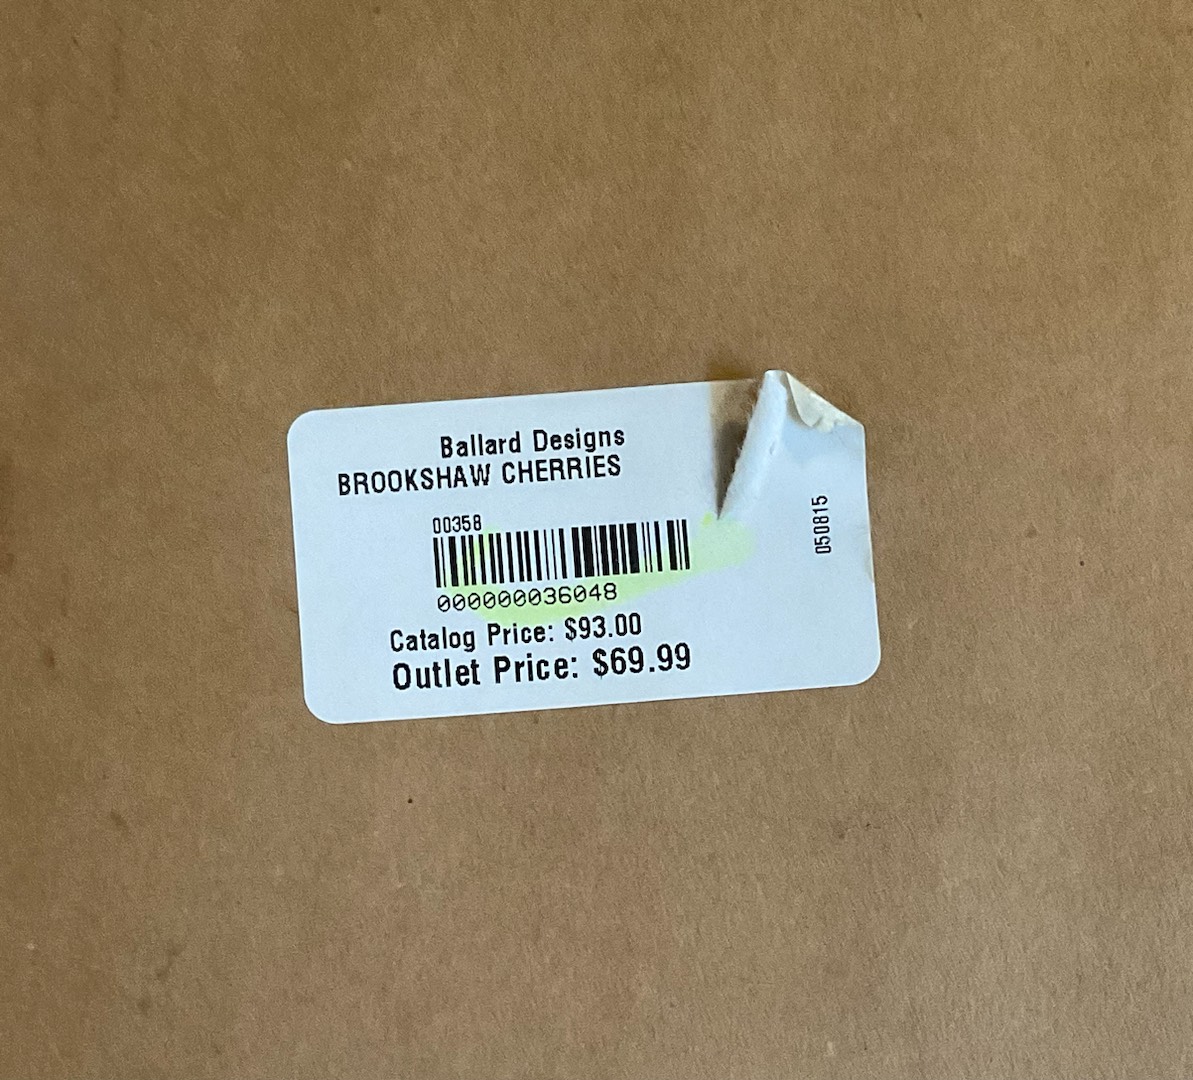 Ballard Designs
BROOKSHAW CHERRIES
00358
000000036048
Catalog Price: $93.00
Outlet Price: $69.99
050815